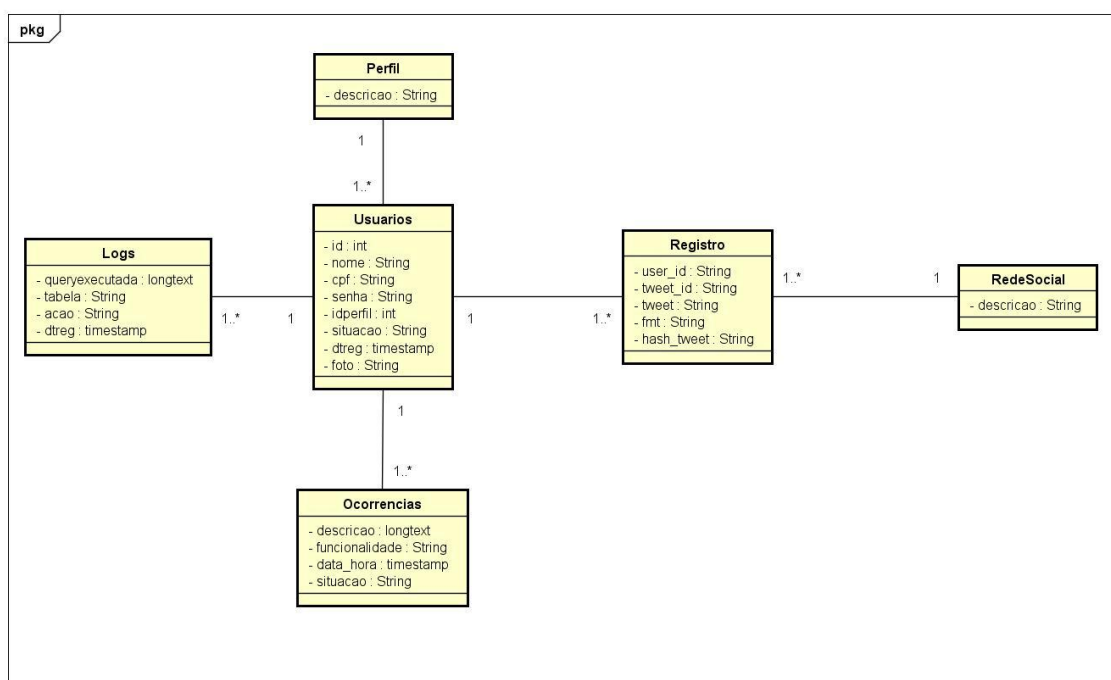 pkg
Perfil
- descricao : String
1
1..*
Usuarios
- id : int
- nome : String
- cpf : String
- senha : String
- idperfil : int
- situacao : String
- dtreg : timestamp
- foto : String
Logs
- queryexecutada : longtext
- tabela : String
- acao : String
- dtreg : timestamp
1..*
1
Registro
- user_id : String
- tweet_id : String
- tweet : String
- fmt : String
- hash_tweet : String
1
1..*
1..*
1
RedeSocial
- descricao : String
1
1..*
Ocorrencias
- descricao : longtext
- funcionalidade : String
- data_hora : timestamp
- situacao : String